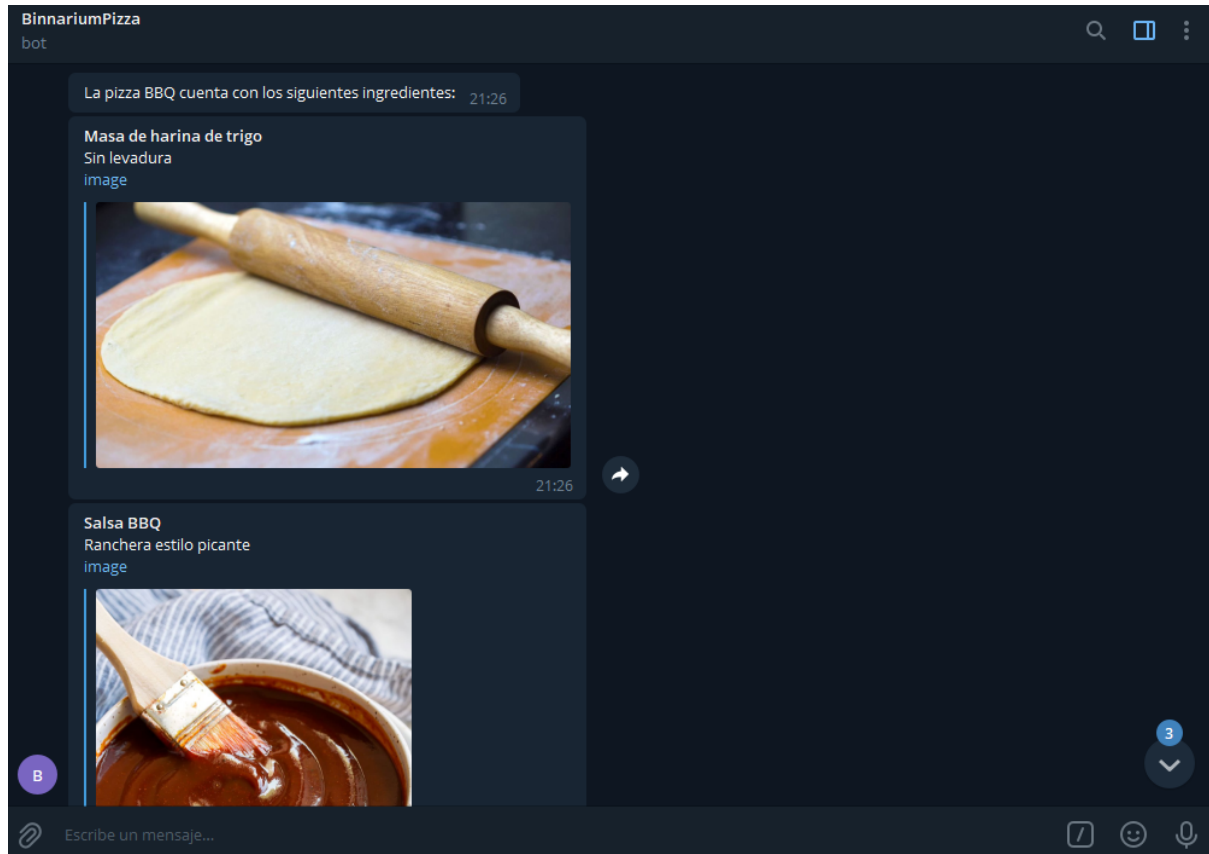 BinnariumPizza
bot
La pizza BBQ cuenta con los siguientes ingredientes: 21:26
Masa de harina de trigo
Sin levadura
image
21:26
Salsa BBQ
Ranchera estilo picante
image
3
B
Escribe un mensaje...